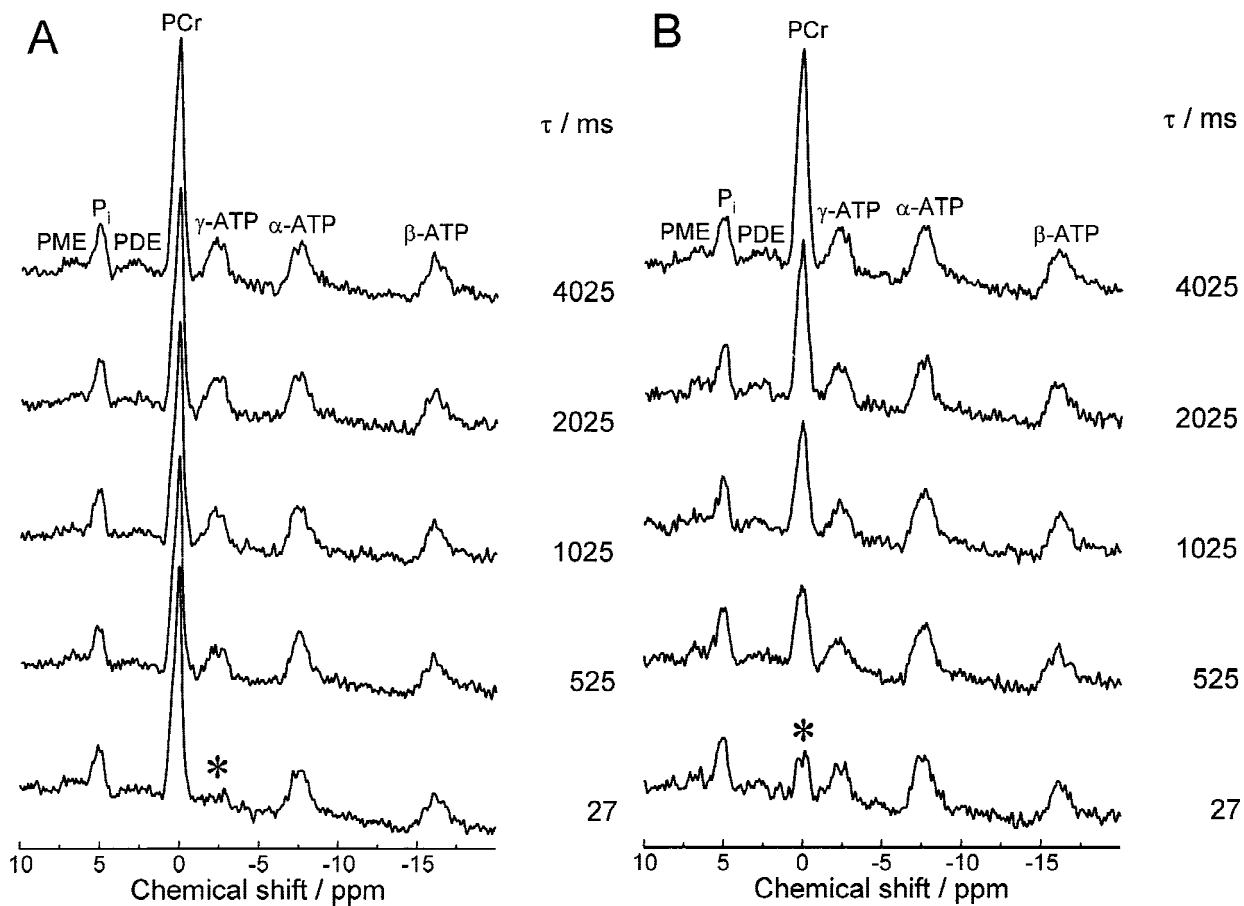 A
PCr
τ / ms
PME Pi PDE γ-ATP α-ATP β-ATP
4025
2025
1025
525
*
27
10 5 0 -5 -10 -15
Chemical shift / ppm
B
PCr
τ / ms
PME Pi PDE γ-ATP α-ATP β-ATP
4025
2025
1025
525
*
27
10 5 0 -5 -10 -15
Chemical shift / ppm